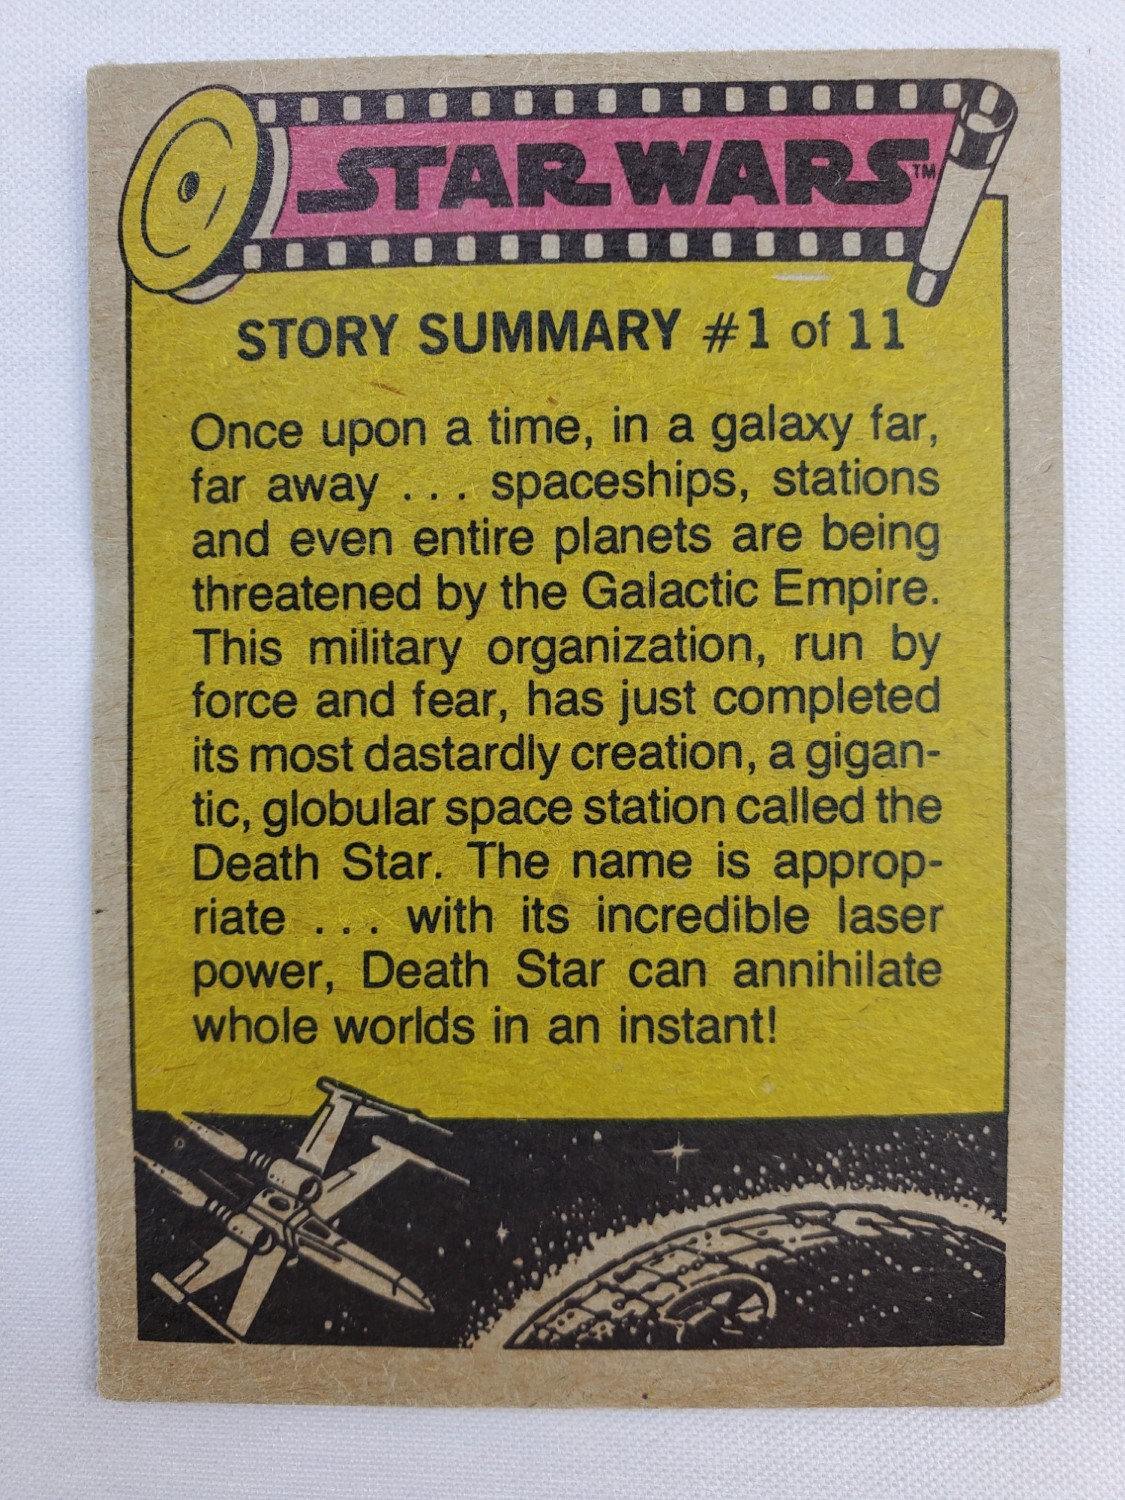 STAR WARS™
STORY SUMMARY #1 of 11
Once upon a time, in a galaxy far,
far away . . . spaceships, stations
and even entire planets are being
threatened by the Galactic Empire.
This military organization, run by
force and fear, has just completed
its most dastardly creation, a gigan-
tic, globular space station called the
Death Star. The name is approp-
riate . . . with its incredible laser
power, Death Star can annihilate
whole worlds in an instant!